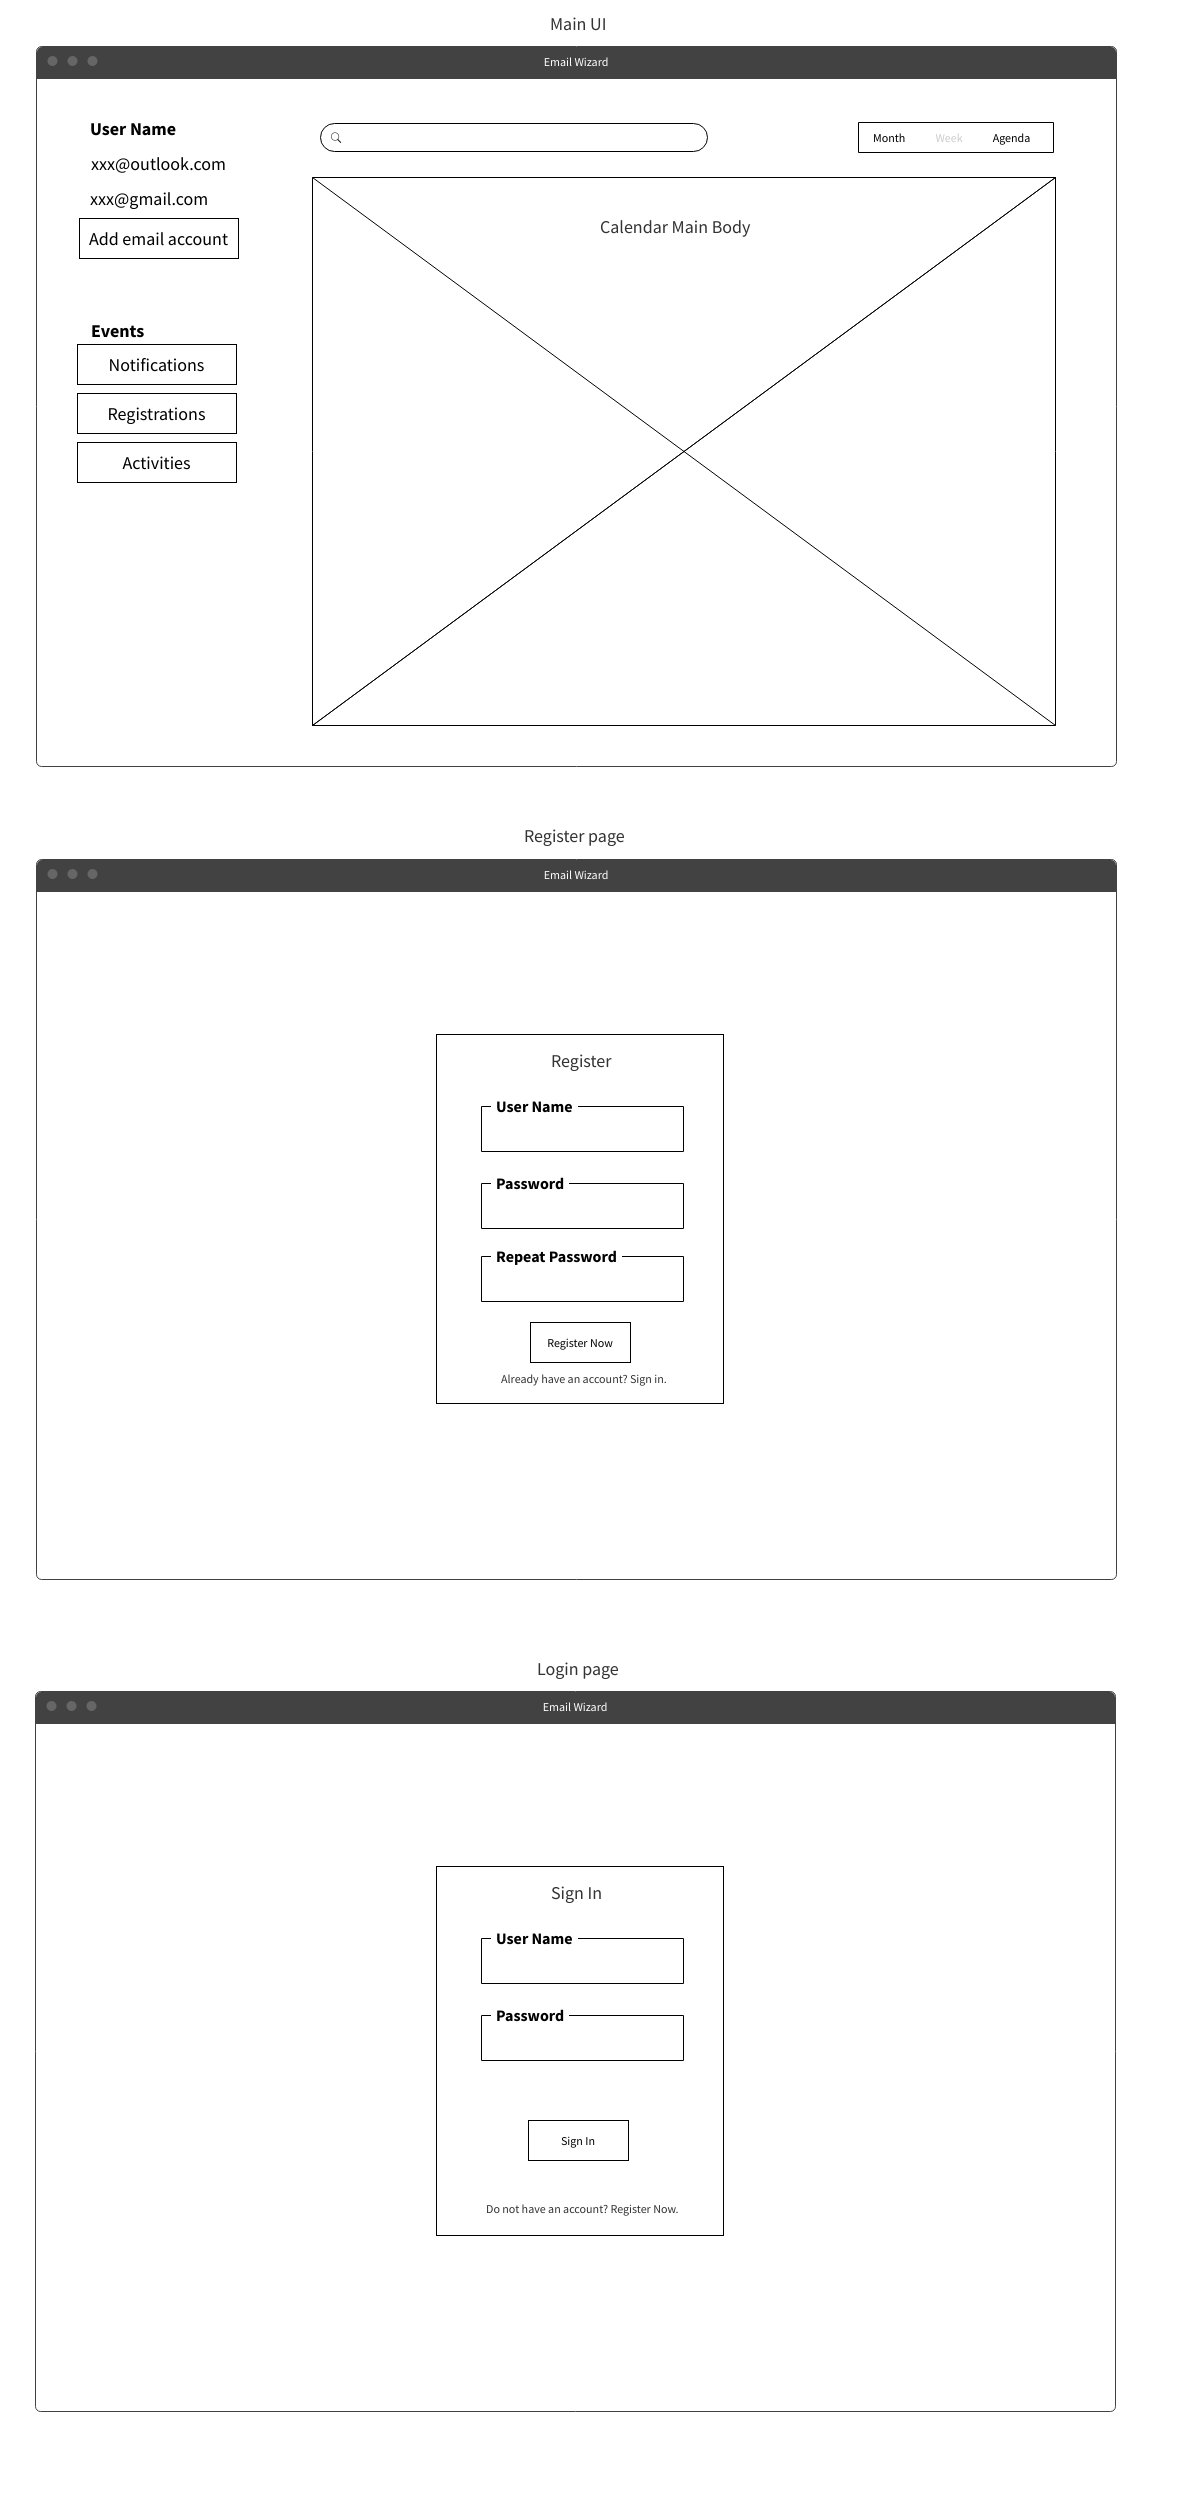 Main UI
Email Wizard
User Name
xxx@outlook.com
xxx@gmail.com
Add email account
Events
Notifications
Registrations
Activities
Month Week Agenda
Calendar Main Body
Register page
Email Wizard
Register
User Name
Password
Repeat Password
Register Now
Already have an account? Sign in.
Login page
Email Wizard
Sign In
User Name
Password
Sign In
Do not have an account? Register Now.